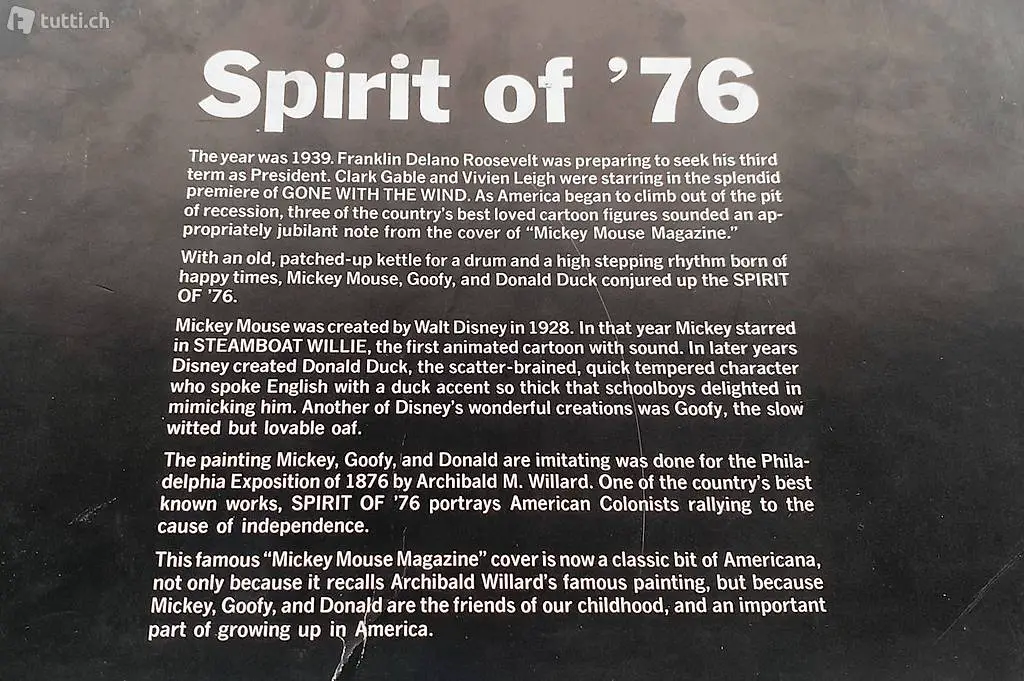 tutti.ch
Spirit of ’76
The year was 1939. Franklin Delano Roosevelt was preparing to seek his third
term as President. Clark Gable and Vivien Leigh were starring in the splendid
premiere of GONE WITH THE WIND. As America began to climb out of the pit
of recession, three of the country’s best loved cartoon figures sounded an ap-
propriately jubilant note from the cover of “Mickey Mouse Magazine.”
With an old, patched-up kettle for a drum and a high stepping rhythm born of
happy times, Mickey Mouse, Goofy, and Donald Duck conjured up the SPIRIT
OF ’76.
Mickey Mouse was created by Walt Disney in 1928. In that year Mickey starred
in STEAMBOAT WILLIE, the first animated cartoon with sound. In later years
Disney created Donald Duck, the scatter-brained, quick tempered character
who spoke English with a duck accent so thick that schoolboys delighted in
mimicking him. Another of Disney’s wonderful creations was Goofy, the slow
witted but lovable oaf.
The painting Mickey, Goofy, and Donald are imitating was done for the Phila-
delphia Exposition of 1876 by Archibald M. Willard. One of the country’s best
known works, SPIRIT OF ’76 portrays American Colonists rallying to the
cause of independence.
This famous “Mickey Mouse Magazine” cover is now a classic bit of Americana,
not only because it recalls Archibald Willard’s famous painting, but because
Mickey, Goofy, and Donald are the friends of our childhood, and an important
part of growing up in America.